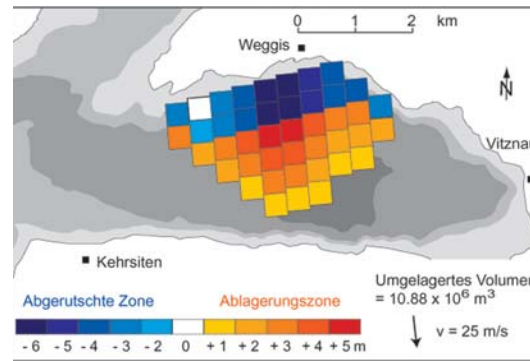 0 1 2
km
Weggis
N
Vitznau
Kehrsiten
Umgelagertes Volumen
= 10.88 x 10⁶ m³
Abgerutschte Zone Ablagerungszone
v = 25 m/s
- 6 - 5 - 4 - 3 - 2 0 + 1 + 2 + 3 + 4 + 5 m